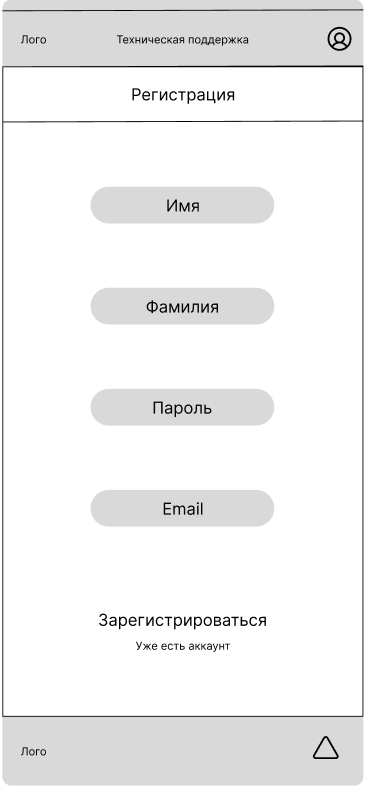 Лого
Техническая поддержка
Регистрация
Имя
Фамилия
Пароль
Email
Зарегистрироваться
Уже есть аккаунт
Лого